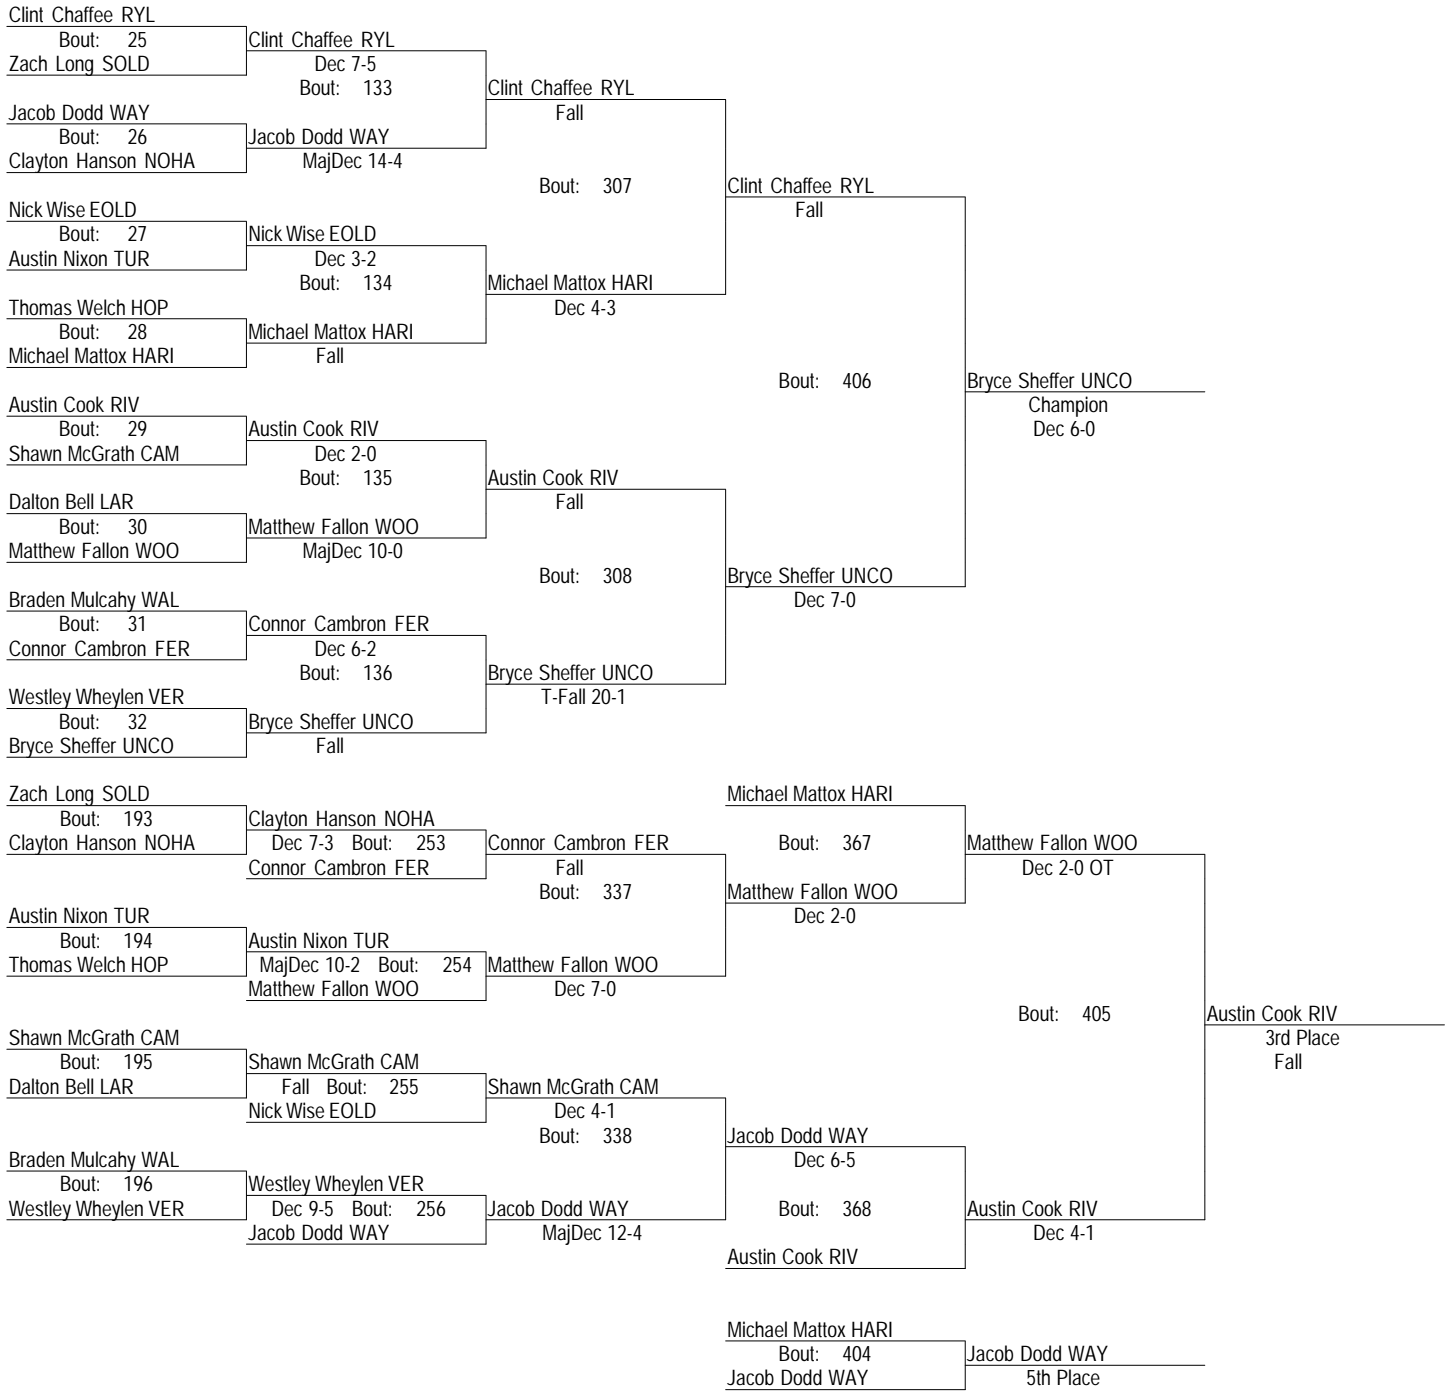 Clint Chaffee RYL
Bout: 25
Clint Chaffee RYL
Zach Long SOLD
Dec 7-5
Bout: 133
Clint Chaffee RYL
Jacob Dodd WAY
Fall
Bout: 26
Jacob Dodd WAY
Clayton Hanson NOHA
MajDec 14-4
Bout: 307
Clint Chaffee RYL
Nick Wise EOLD
Fall
Bout: 27
Nick Wise EOLD
Austin Nixon TUR
Dec 3-2
Bout: 134
Michael Mattox HARI
Thomas Welch HOP
Dec 4-3
Bout: 28
Michael Mattox HARI
Michael Mattox HARI
Fall
Bout: 406
Bryce Sheffer UNCO
Austin Cook RIV
Champion
Bout: 29
Austin Cook RIV
Dec 6-0
Shawn McGrath CAM
Dec 2-0
Bout: 135
Austin Cook RIV
Dalton Bell LAR
Fall
Bout: 30
Matthew Fallon WOO
Matthew Fallon WOO
MajDec 10-0
Bout: 308
Bryce Sheffer UNCO
Braden Mulcahy WAL
Dec 7-0
Bout: 31
Connor Cambron FER
Connor Cambron FER
Dec 6-2
Bout: 136
Bryce Sheffer UNCO
Westley Wheylen VER
T-Fall 20-1
Bout: 32
Bryce Sheffer UNCO
Bryce Sheffer UNCO
Fall
Zach Long SOLD
Michael Mattox HARI
Bout: 193
Clayton Hanson NOHA
Clayton Hanson NOHA
Dec 7-3 Bout: 253
Connor Cambron FER
Bout: 367
Matthew Fallon WOO
Connor Cambron FER
Fall
Dec 2-0 OT
Bout: 337
Matthew Fallon WOO
Austin Nixon TUR
Dec 2-0
Bout: 194
Austin Nixon TUR
Thomas Welch HOP
MajDec 10-2 Bout: 254
Matthew Fallon WOO
Matthew Fallon WOO
Dec 7-0
Bout: 405
Austin Cook RIV
Shawn McGrath CAM
3rd Place
Bout: 195
Shawn McGrath CAM
Fall
Dalton Bell LAR
Fall Bout: 255
Shawn McGrath CAM
Nick Wise EOLD
Dec 4-1
Bout: 338
Jacob Dodd WAY
Braden Mulcahy WAL
Dec 6-5
Bout: 196
Westley Wheylen VER
Westley Wheylen VER
Dec 9-5 Bout: 256
Jacob Dodd WAY
Bout: 368
Austin Cook RIV
Jacob Dodd WAY
MajDec 12-4
Dec 4-1
Austin Cook RIV
Michael Mattox HARI
Bout: 404
Jacob Dodd WAY
Jacob Dodd WAY
5th Place